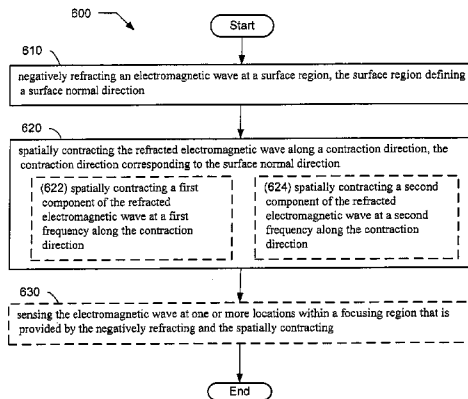 600
Start
610
negatively refracting an electromagnetic wave at a surface region, the surface region defining
a surface normal direction
620
spatially contracting the refracted electromagnetic wave along a contraction direction, the
contraction direction corresponding to the surface normal direction
(622) spatially contracting a first
component of the refracted
electromagnetic wave at a first
frequency along the contraction
direction
(624) spatially contracting a second
component of the refracted
electromagnetic wave at a second
frequency along the contraction
direction
630
sensing the electromagnetic wave at one or more locations within a focusing region that is
provided by the negatively refracting and the spatially contracting
End